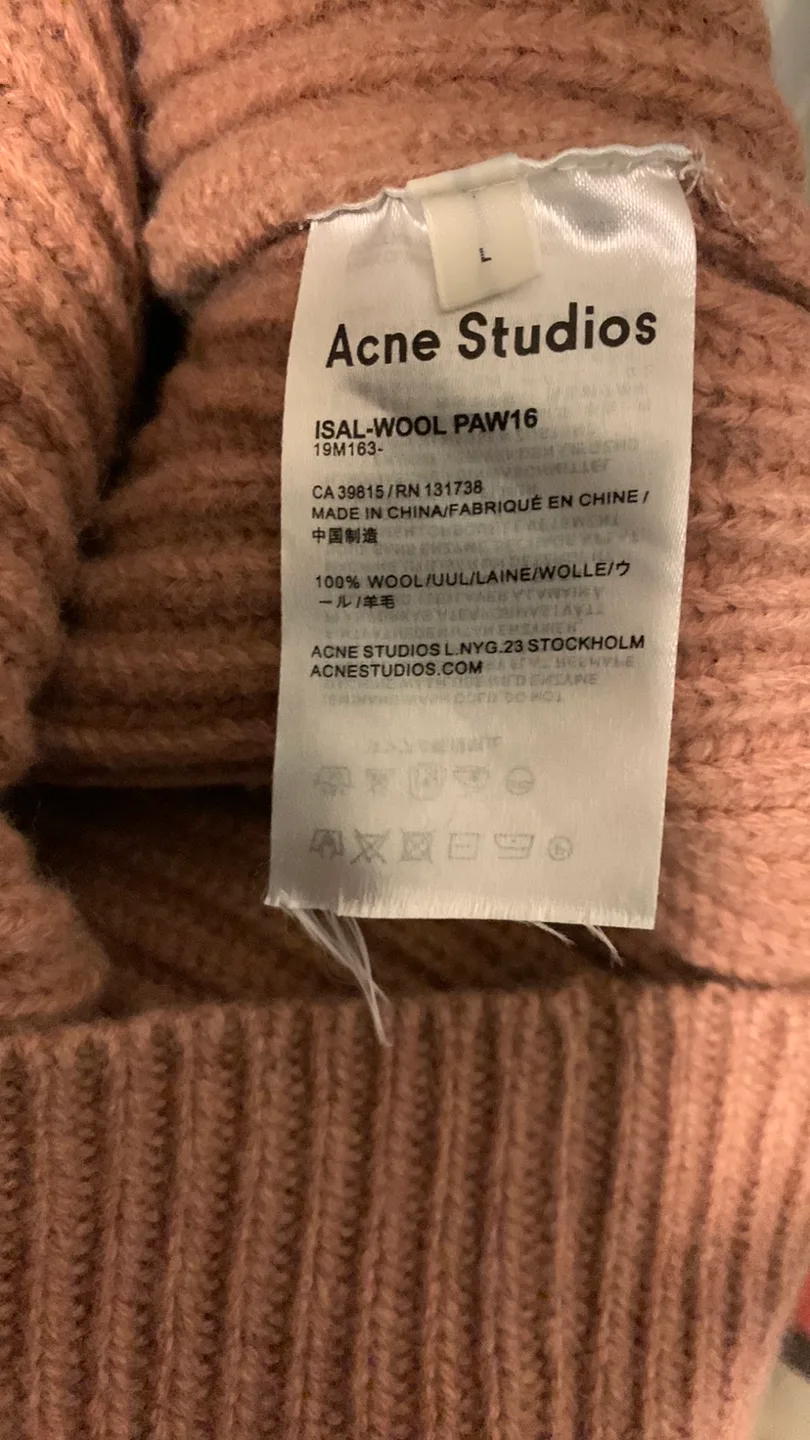 L
Acne Studios
ISAL-WOOL PAW16
19M163-
CA 39815/RN 131738
MADE IN CHINA/FABRIQUÉ EN CHINE/
中国制造
100% WOOL/UUL/LAINE/WOLLE/ウ
ール/羊毛
ACNE STUDIOS L.NYG.23 STOCKHOLM
ACNESTUDIOS.COM